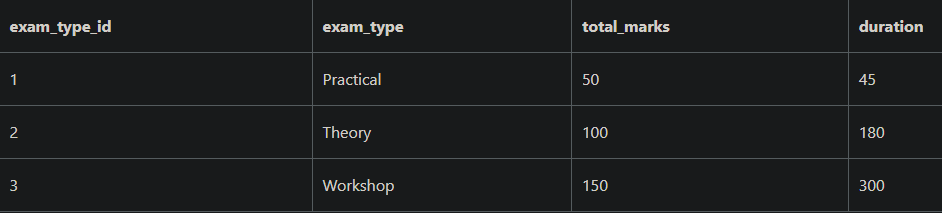 exam_type_id exam_type total_marks duration
1 Practical 50 45
2 Theory 100 180
3 Workshop 150 300